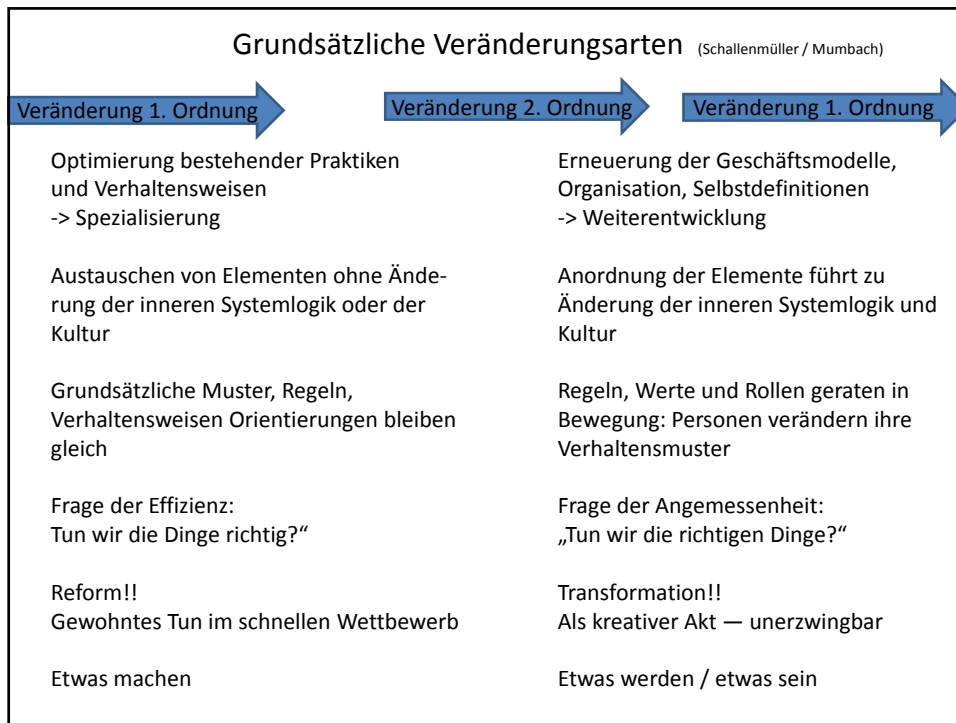 Grundsätzliche Veränderungsarten (Schallenmüller / Mumbach)
Veränderung 1. Ordnung
Veränderung 2. Ordnung
Veränderung 1. Ordnung
Optimierung bestehender Praktiken
und Verhaltensweisen
-> Spezialisierung
Austauschen von Elementen ohne Ände-
rung der inneren Systemlogik oder der
Kultur
Grundsätzliche Muster, Regeln,
Verhaltensweisen Orientierungen bleiben
gleich
Frage der Effizienz:
Tun wir die Dinge richtig?“
Reform!!
Gewohntes Tun im schnellen Wettbewerb
Etwas machen
Erneuerung der Geschäftsmodelle,
Organisation, Selbstdefinitionen
-> Weiterentwicklung
Anordnung der Elemente führt zu
Änderung der inneren Systemlogik und
Kultur
Regeln, Werte und Rollen geraten in
Bewegung: Personen verändern ihre
Verhaltensmuster
Frage der Angemessenheit:
„Tun wir die richtigen Dinge?“
Transformation!!
Als kreativer Akt — unerzwingbar
Etwas werden / etwas sein